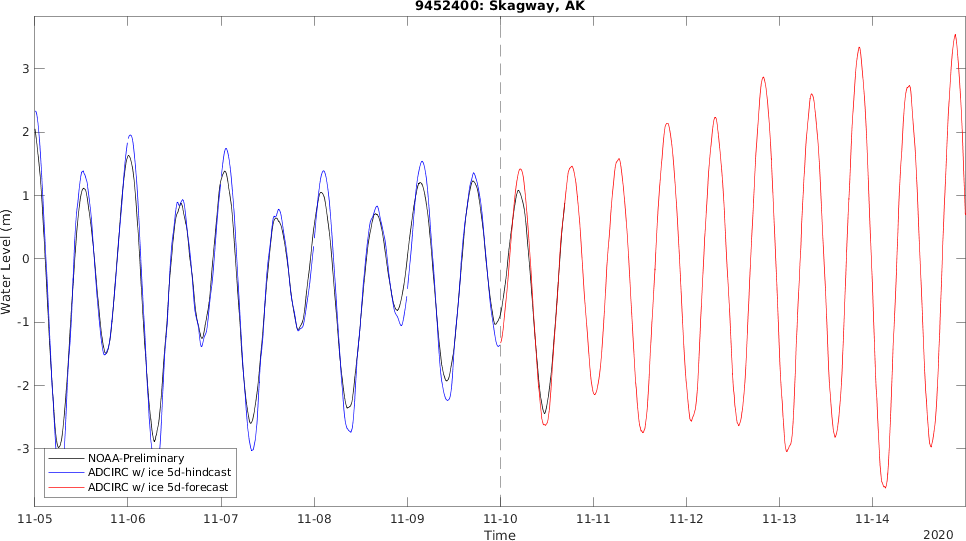 9452400: Skagway, AK
Water Level (m)
3
2
1
0
-1
-2
-3
NOAA-Preliminary
ADCIRC w/ ice 5d-hindcast
ADCIRC w/ ice 5d-forecast
11-05 11-06 11-07 11-08 11-09 11-10 11-11 11-12 11-13 11-14
Time
2020